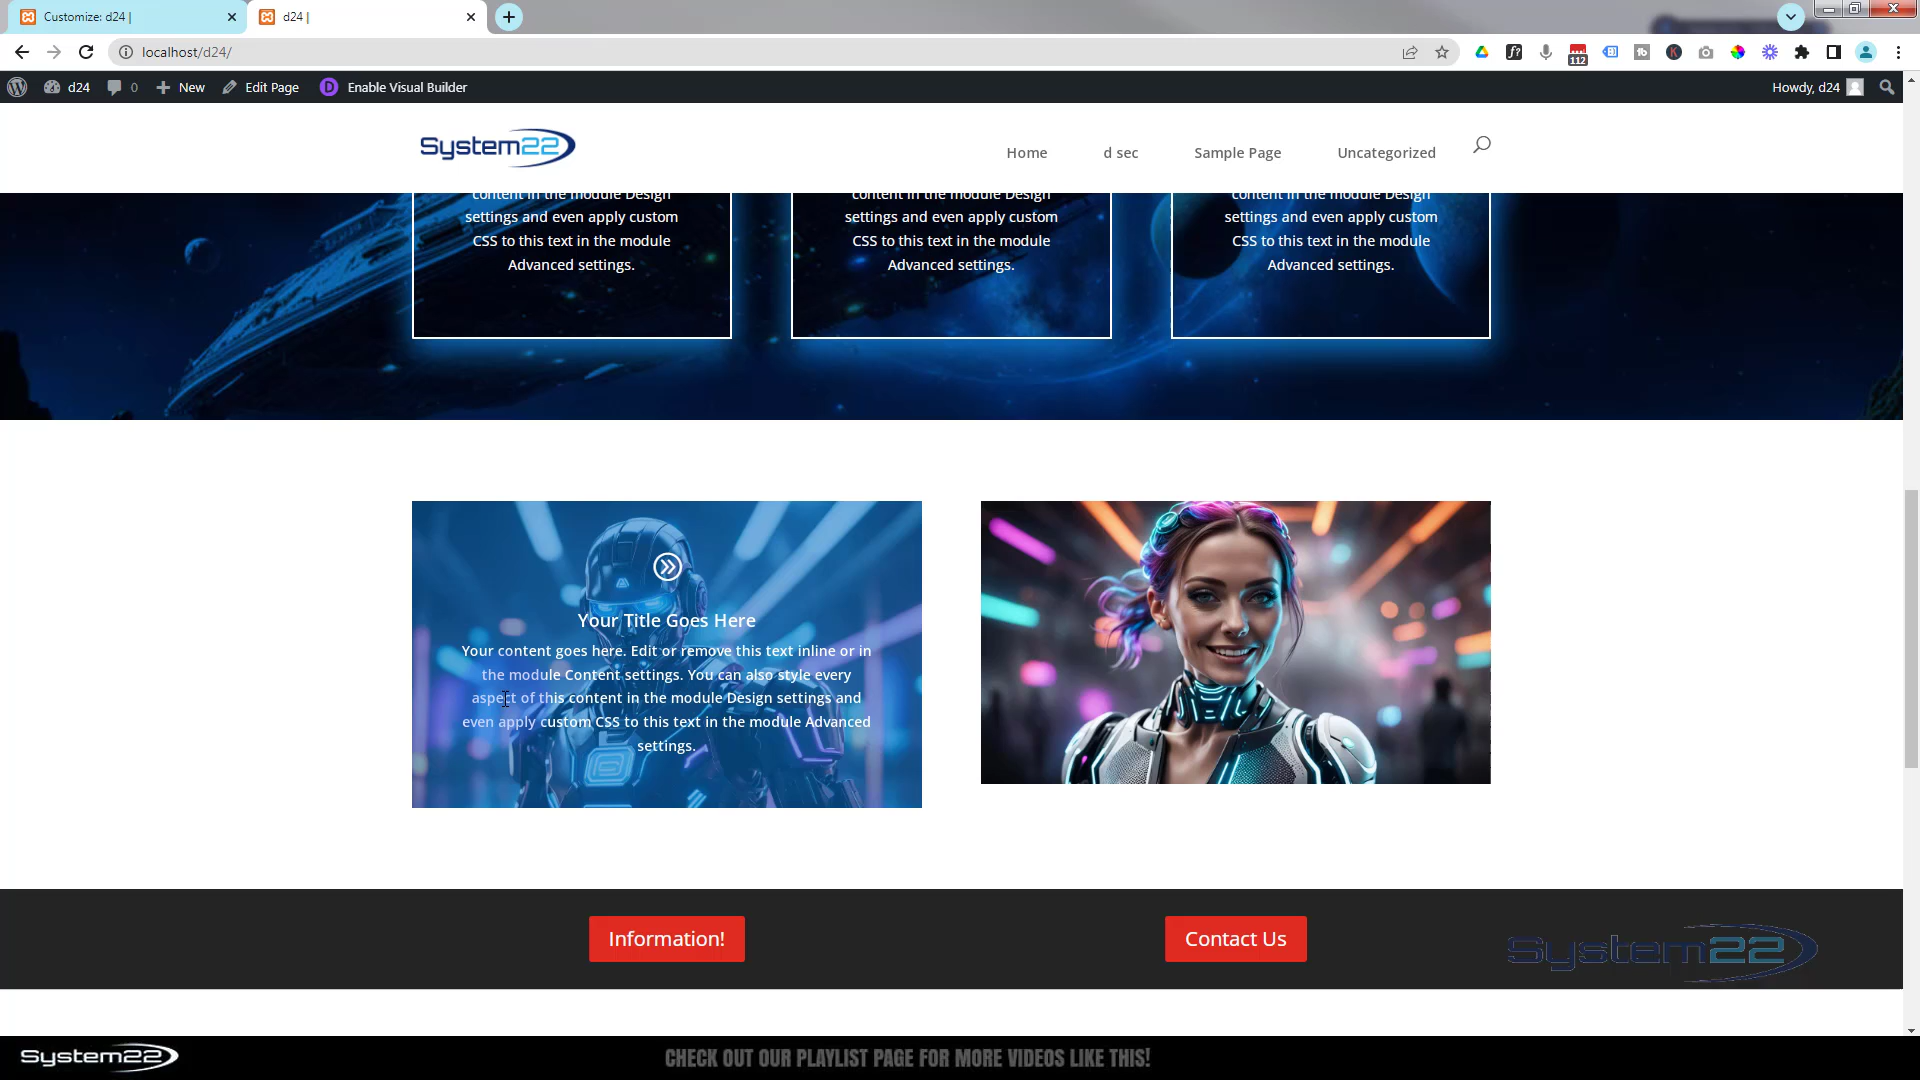 Customize: d24 |
d24 |
localhost/d24/
f?
112
fb
K
d24
0
New
Edit Page
D
Enable Visual Builder
Howdy, d24
System22
Home
d sec
Sample Page
Uncategorized
content in the module Design
settings and even apply custom
CSS to this text in the module
Advanced settings.
content in the module Design
settings and even apply custom
CSS to this text in the module
Advanced settings.
content in the module Design
settings and even apply custom
CSS to this text in the module
Advanced settings.
Your Title Goes Here
Your content goes here. Edit or remove this text inline or in
the module Content settings. You can also style every
aspect of this content in the module Design settings and
even apply custom CSS to this text in the module Advanced
settings.
Information!
Contact Us
System22
System22
CHECK OUT OUR PLAYLIST PAGE FOR MORE VIDEOS LIKE THIS!